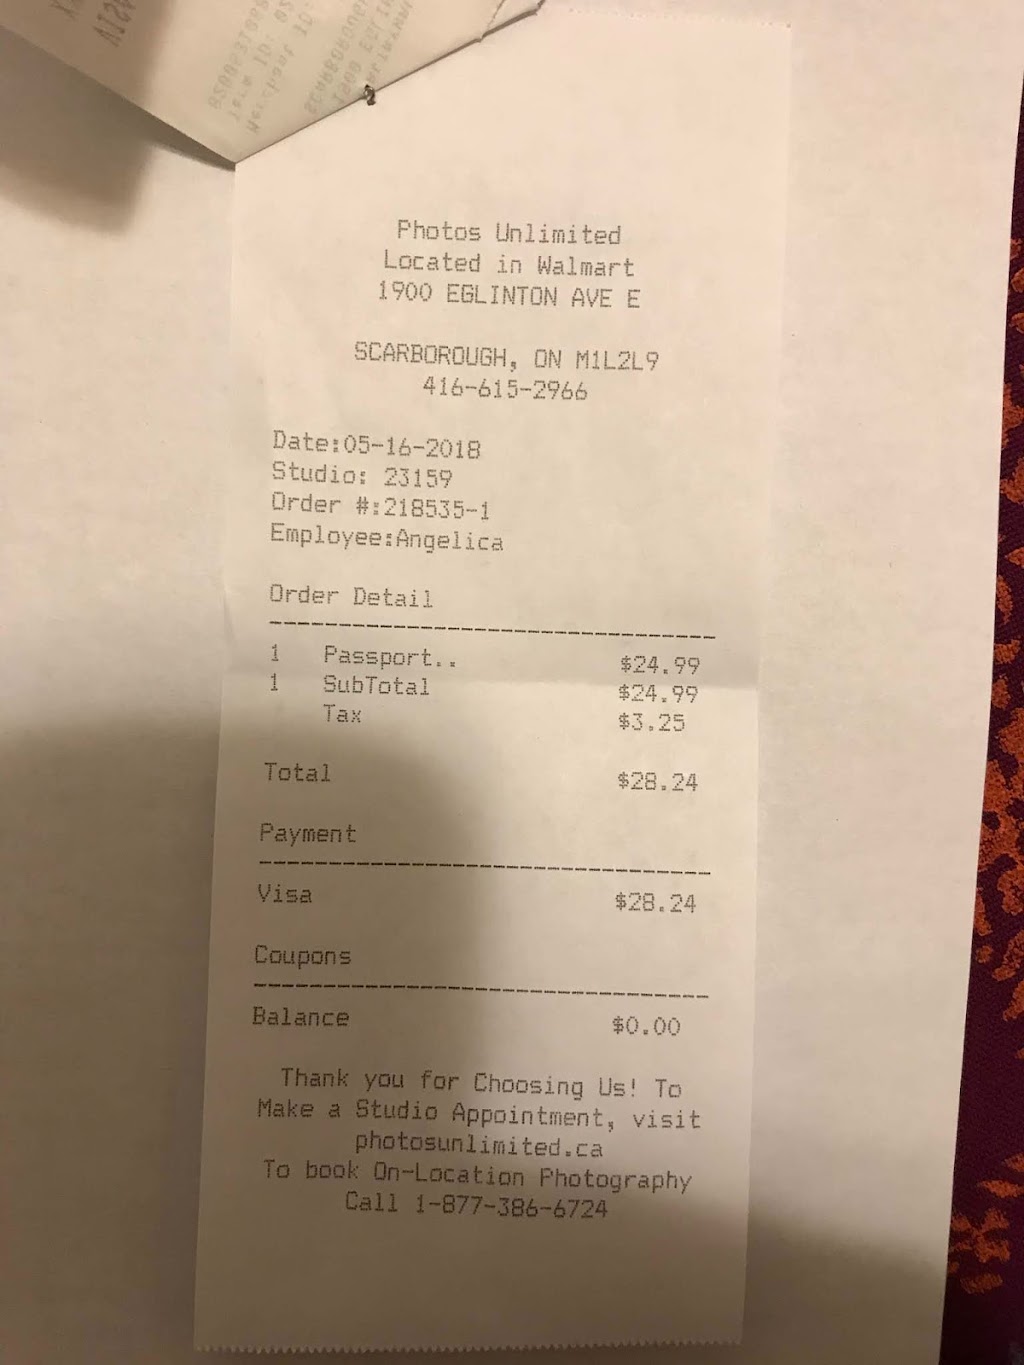 Photos Unlimited
Located in Walmart
1900 EGLINTON AVE E
SCARBOROUGH, ON M1L2L9
416-615-2966
Date:05-16-2018
Studio: 23159
Order #:218535-1
Employee:Angelica
Order Detail
1 Passport.. $24.99
1 SubTotal $24.99
Tax $3.25
Total $28.24
Payment
Visa $28.24
Coupons
Balance $0.00
Thank you for Choosing Us! To
Make a Studio Appointment, visit
photosunlimited.ca
To book On-Location Photography
Call 1-877-386-6724